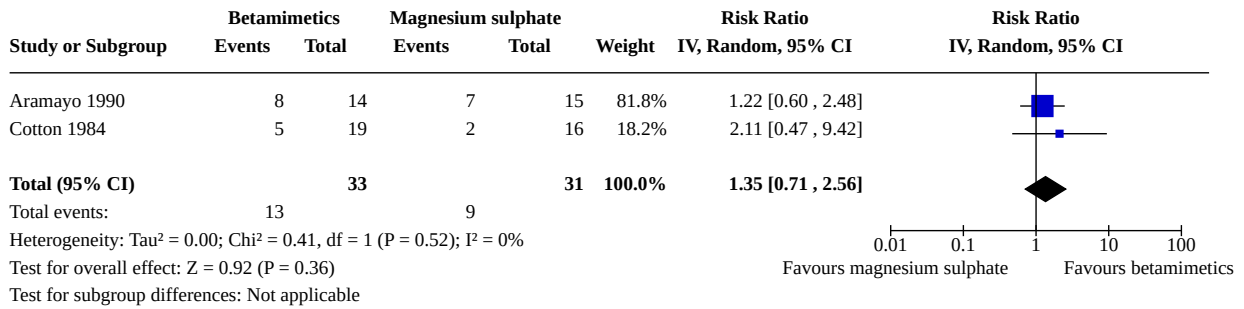 Betamimetics Magnesium sulphate Risk Ratio Risk Ratio
Study or Subgroup Events Total Events Total Weight IV, Random, 95% CI IV, Random, 95% CI
Aramayo 1990 8 14 7 15 81.8% 1.22 [0.60 , 2.48]
Cotton 1984 5 19 2 16 18.2% 2.11 [0.47 , 9.42]
Total (95% CI) 33 31 100.0% 1.35 [0.71 , 2.56]
Total events: 13 9
Heterogeneity: Tau² = 0.00; Chi² = 0.41, df = 1 (P = 0.52); I² = 0%
0.01 0.1 1 10 100
Test for overall effect: Z = 0.92 (P = 0.36)
Favours magnesium sulphate Favours betamimetics
Test for subgroup differences: Not applicable